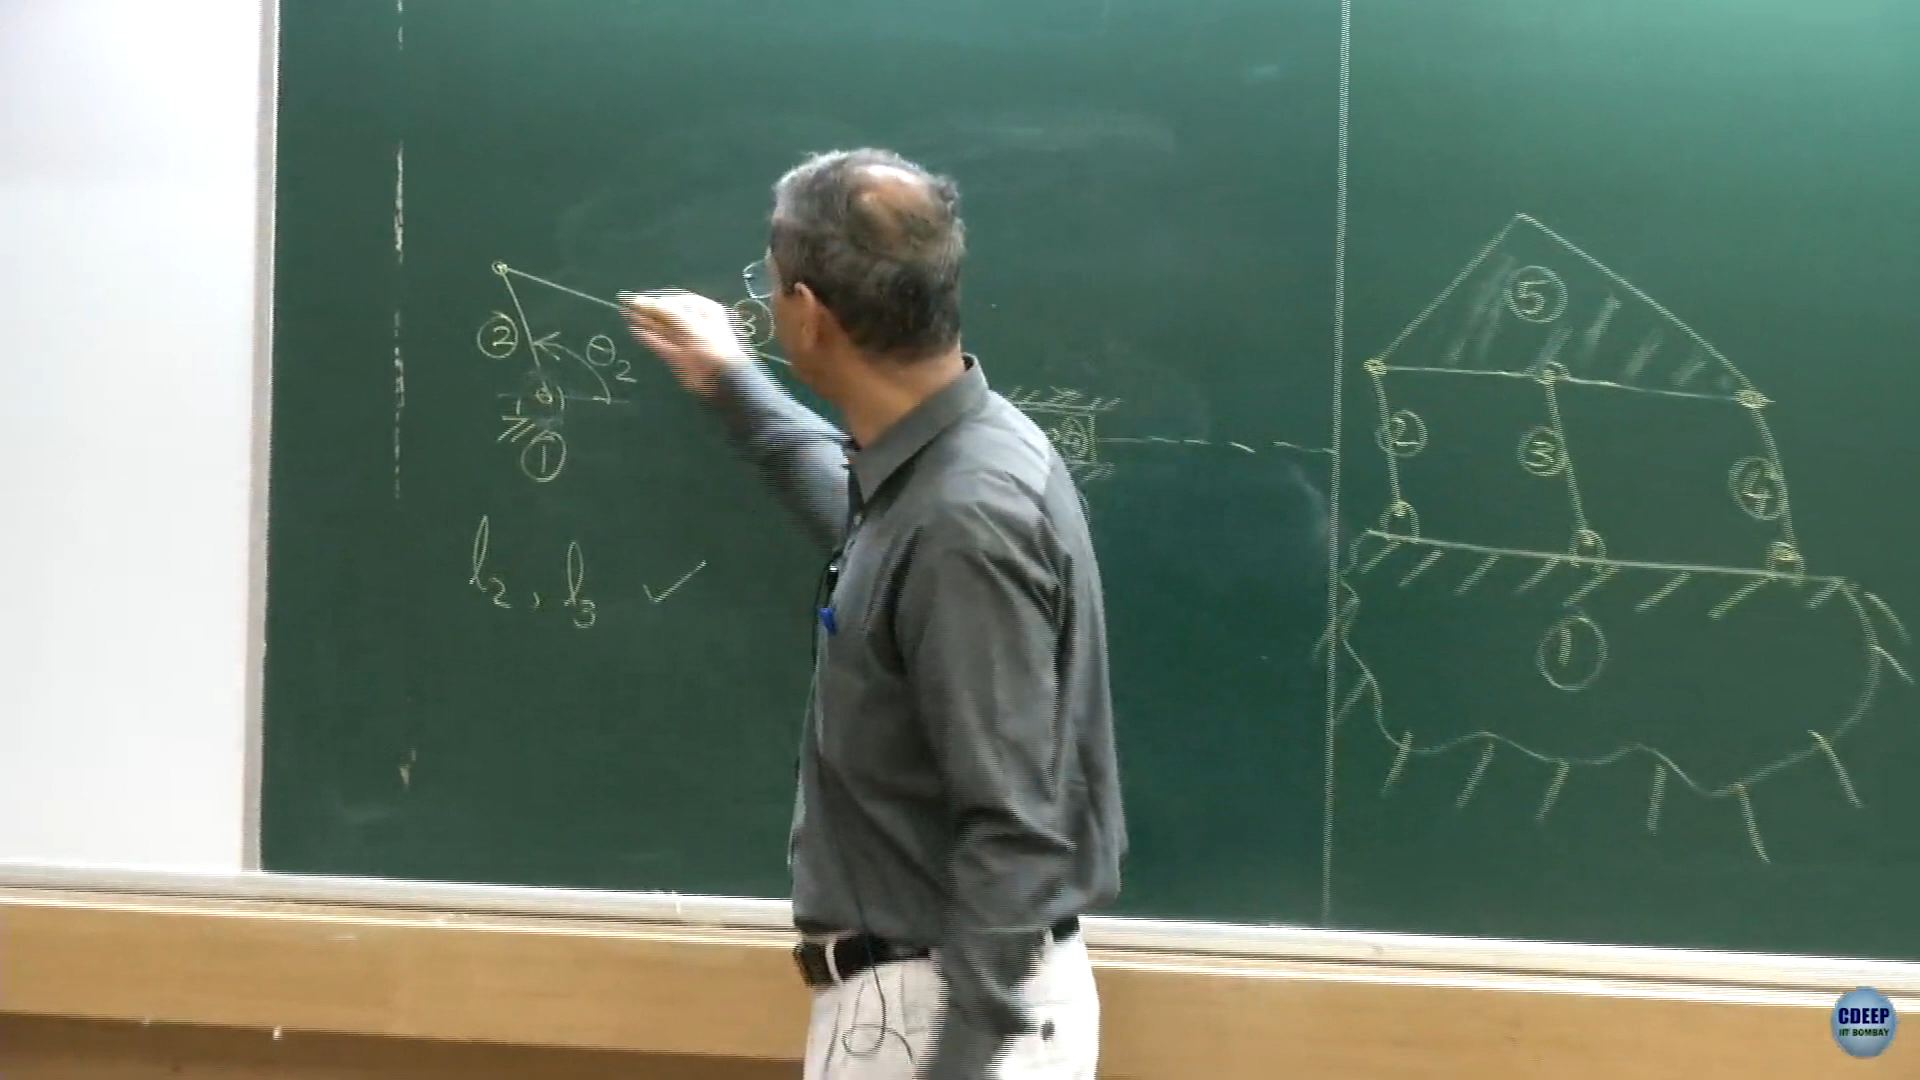 ②
θ₂
③
①
l₂, l₃ ✓
⑤
②
③
④
①
CDEEP
IIT BOMBAY